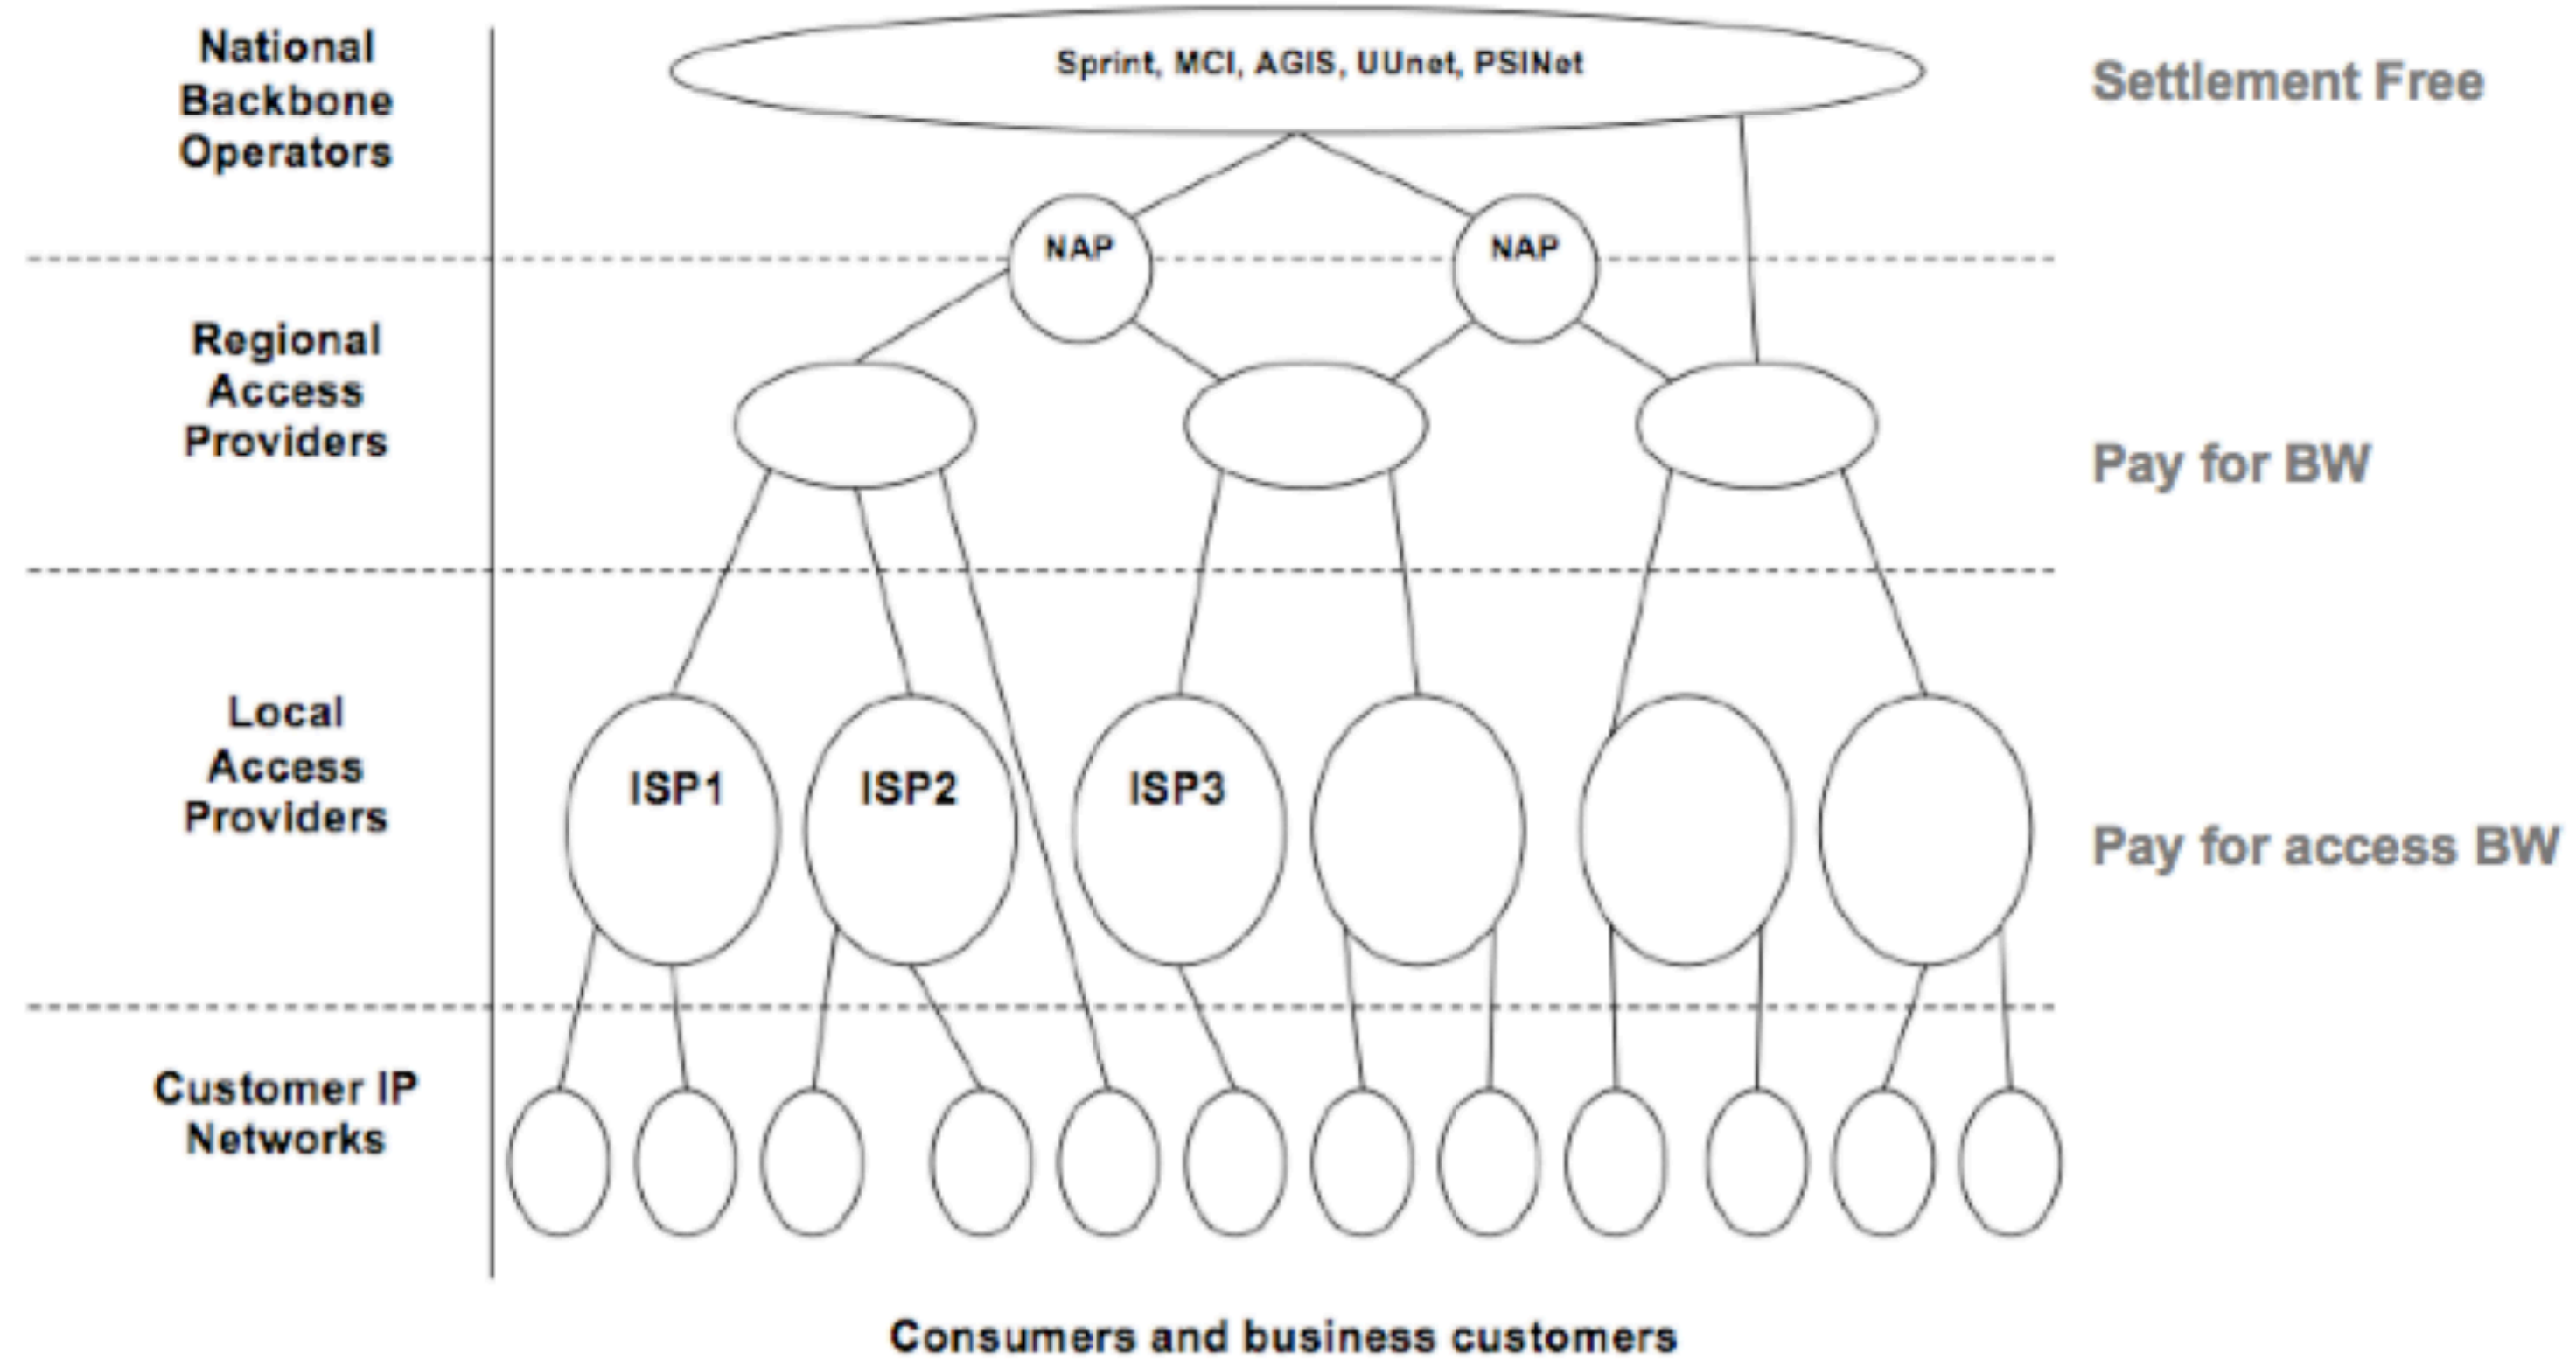 National
Backbone
Operators
Sprint, MCI, AGIS, UUnet, PSINet
Settlement Free
NAP
NAP
Regional
Access
Providers
Pay for BW
Local
Access
Providers
ISP1
ISP2
ISP3
Pay for access BW
Customer IP
Networks
Consumers and business customers